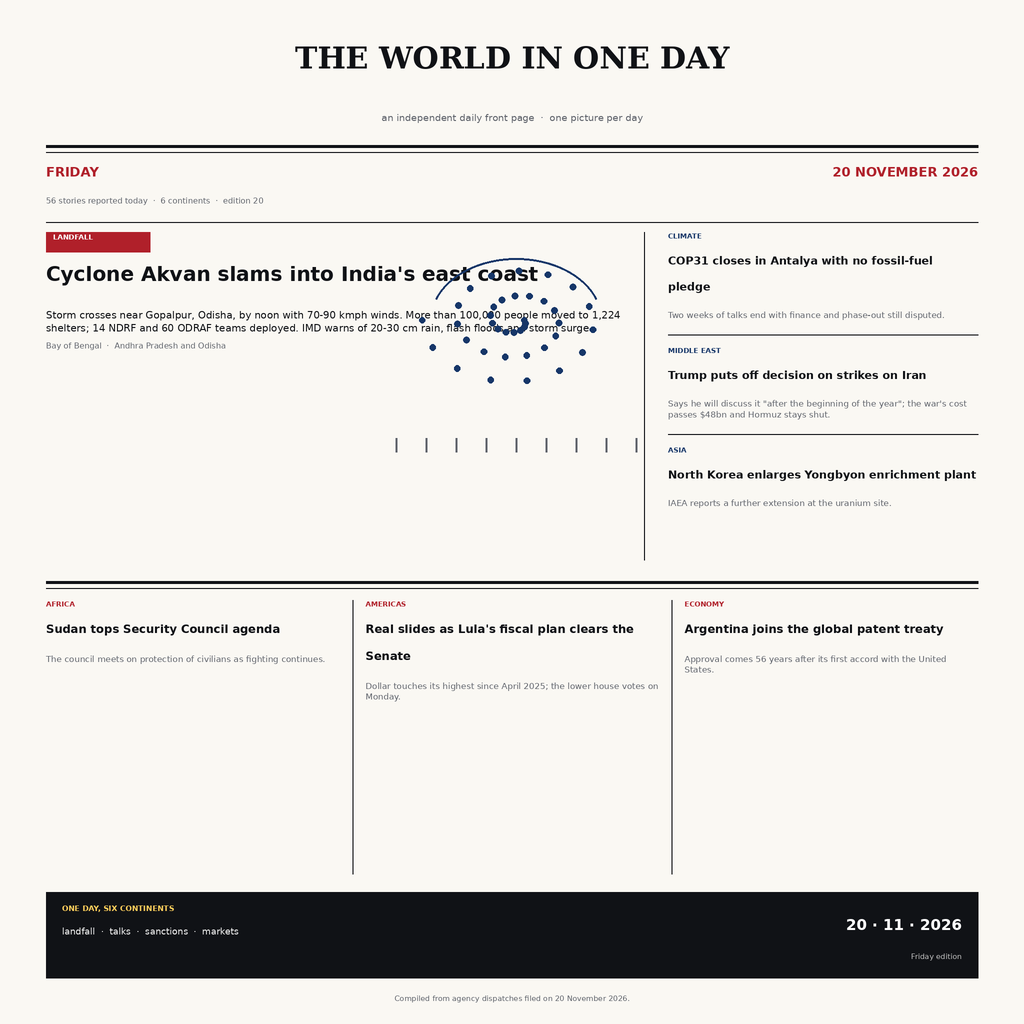 THE WORLD IN ONE DAY
an independent daily front page · one picture per day
FRIDAY
20 NOVEMBER 2026
56 stories reported today · 6 continents · edition 20
LANDFALL
Cyclone Akvan slams into India's east coast
Storm crosses near Gopalpur, Odisha, by noon with 70-90 kmph winds. More than 100,000 people moved to 1,224
shelters; 14 NDRF and 60 ODRAF teams deployed. IMD warns of 20-30 cm rain, flash floods and storm surge.
Bay of Bengal · Andhra Pradesh and Odisha
CLIMATE
COP31 closes in Antalya with no fossil-fuel
pledge
Two weeks of talks end with finance and phase-out still disputed.
MIDDLE EAST
Trump puts off decision on strikes on Iran
Says he will discuss it "after the beginning of the year"; the war's cost
passes $48bn and Hormuz stays shut.
ASIA
North Korea enlarges Yongbyon enrichment plant
IAEA reports a further extension at the uranium site.
AFRICA
Sudan tops Security Council agenda
The council meets on protection of civilians as fighting continues.
AMERICAS
Real slides as Lula's fiscal plan clears the
Senate
Dollar touches its highest since April 2025; the lower house votes on
Monday.
ECONOMY
Argentina joins the global patent treaty
Approval comes 56 years after its first accord with the United
States.
ONE DAY, SIX CONTINENTS
landfall · talks · sanctions · markets
20 · 11 · 2026
Friday edition
Compiled from agency dispatches filed on 20 November 2026.